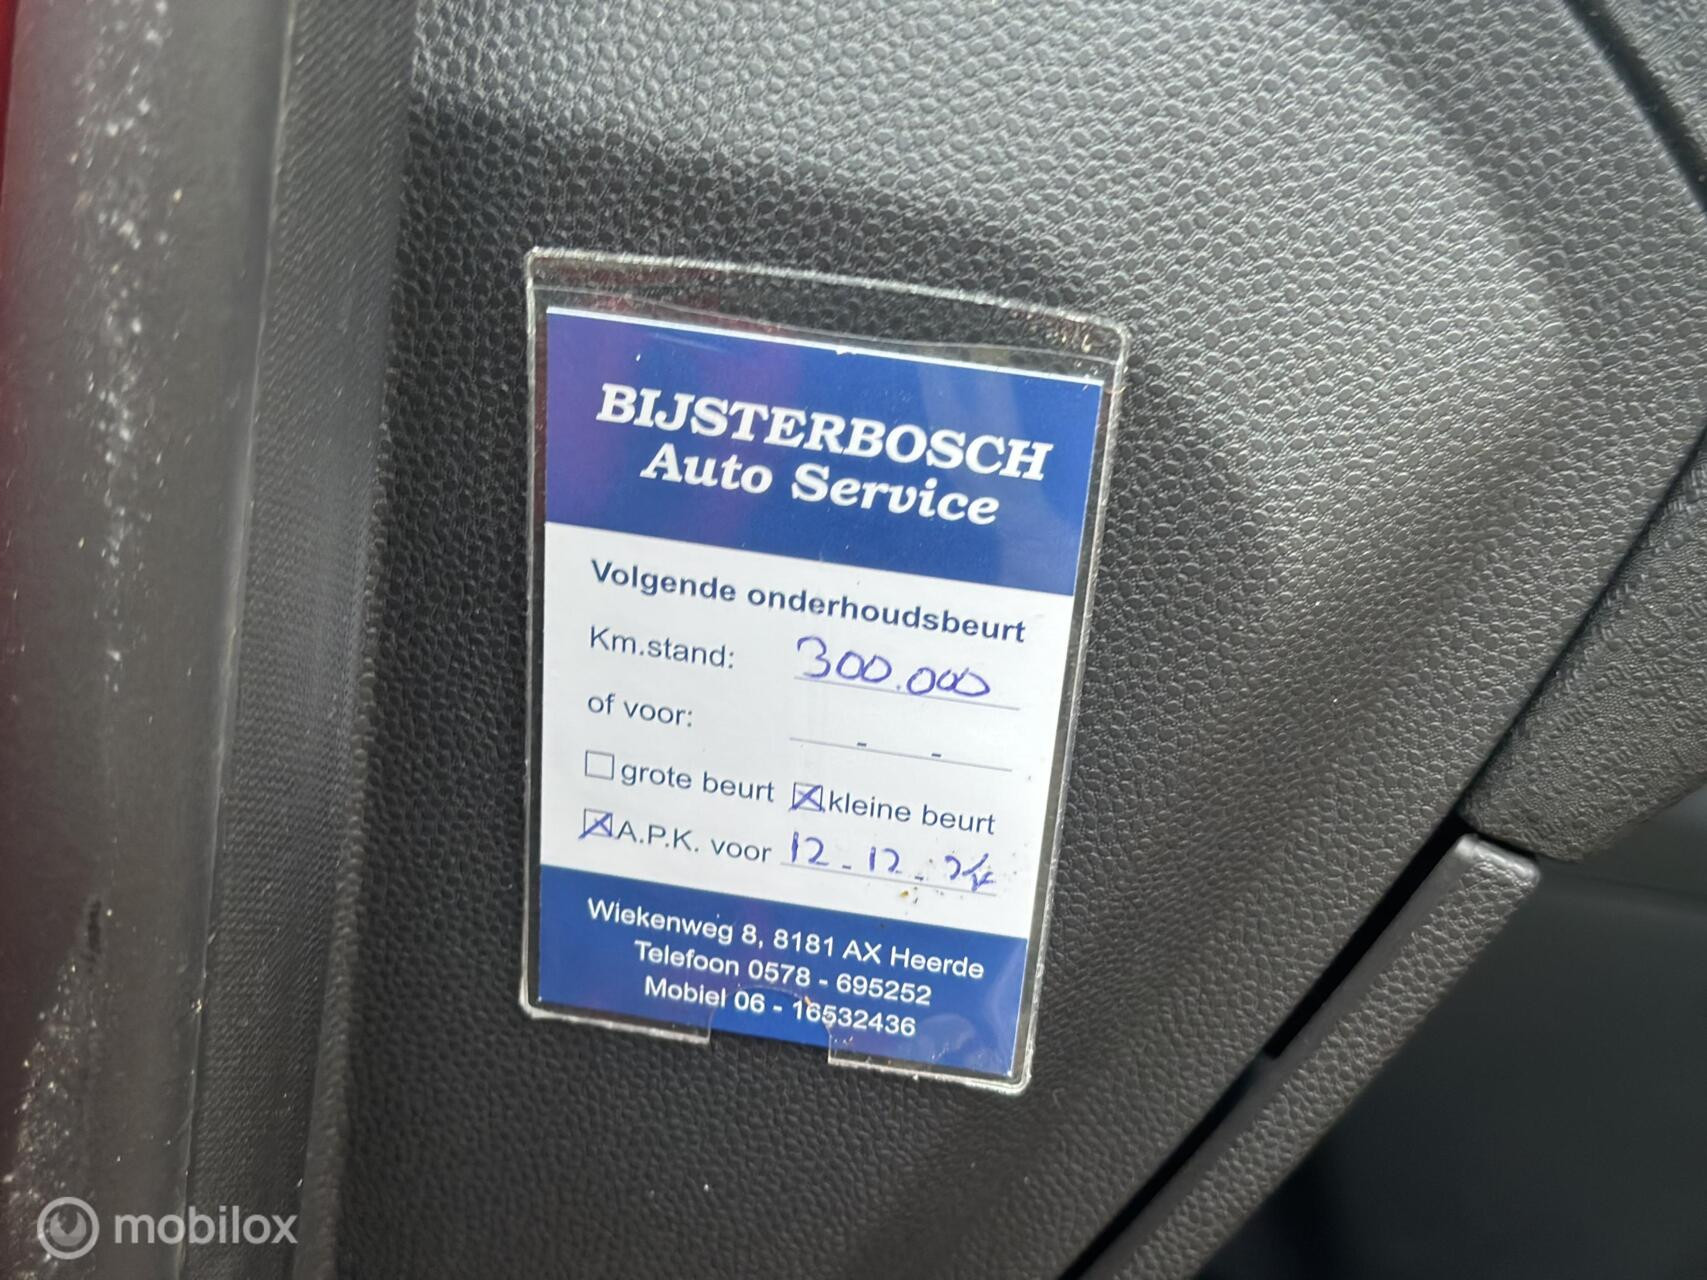 BIJSTERBOSCH
Auto Service
Volgende onderhoudsbeurt
Km.stand: 300.000
of voor: - -
grote beurt kleine beurt
A.P.K. voor 12-12-24
Wiekenweg 8, 8181 AX Heerde
Telefoon 0578 - 695252
Mobiel 06 - 16532436
mobilox